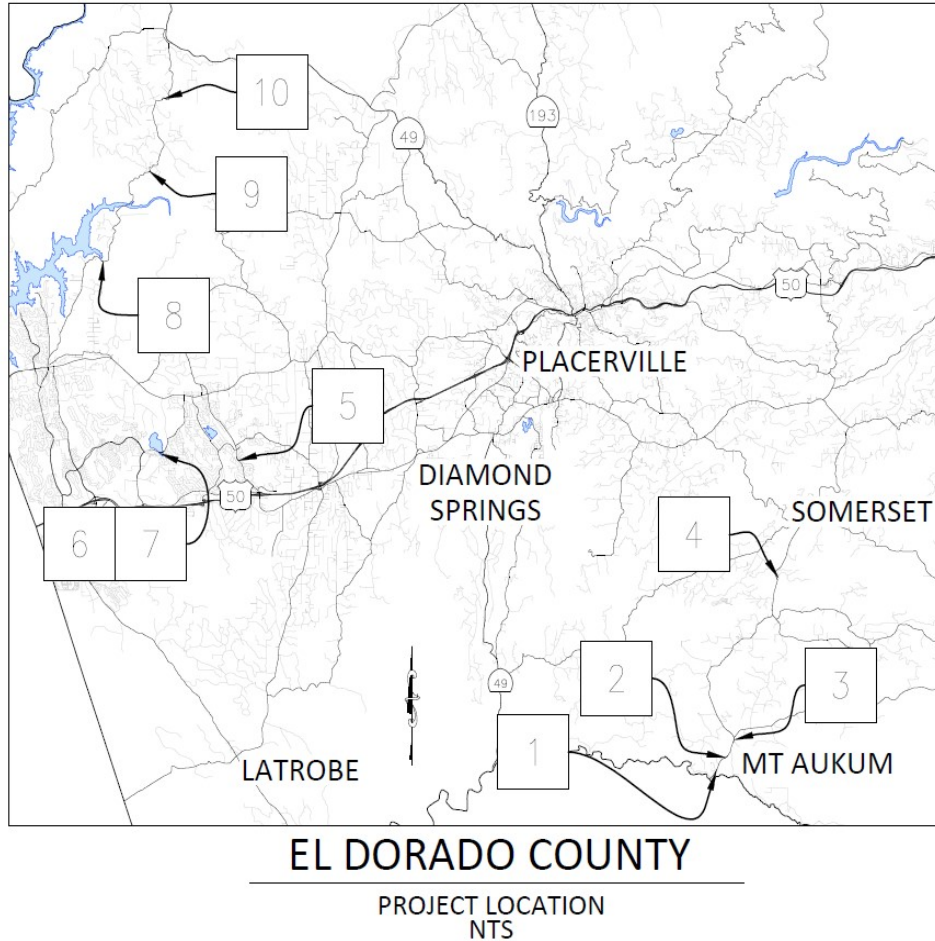 10
193
49
9
50
8
PLACERVILLE
5
DIAMOND
SPRINGS
50
SOMERSET
4
6
7
2
3
49
1
MT AUKUM
LATROBE
EL DORADO COUNTY
PROJECT LOCATION
NTS